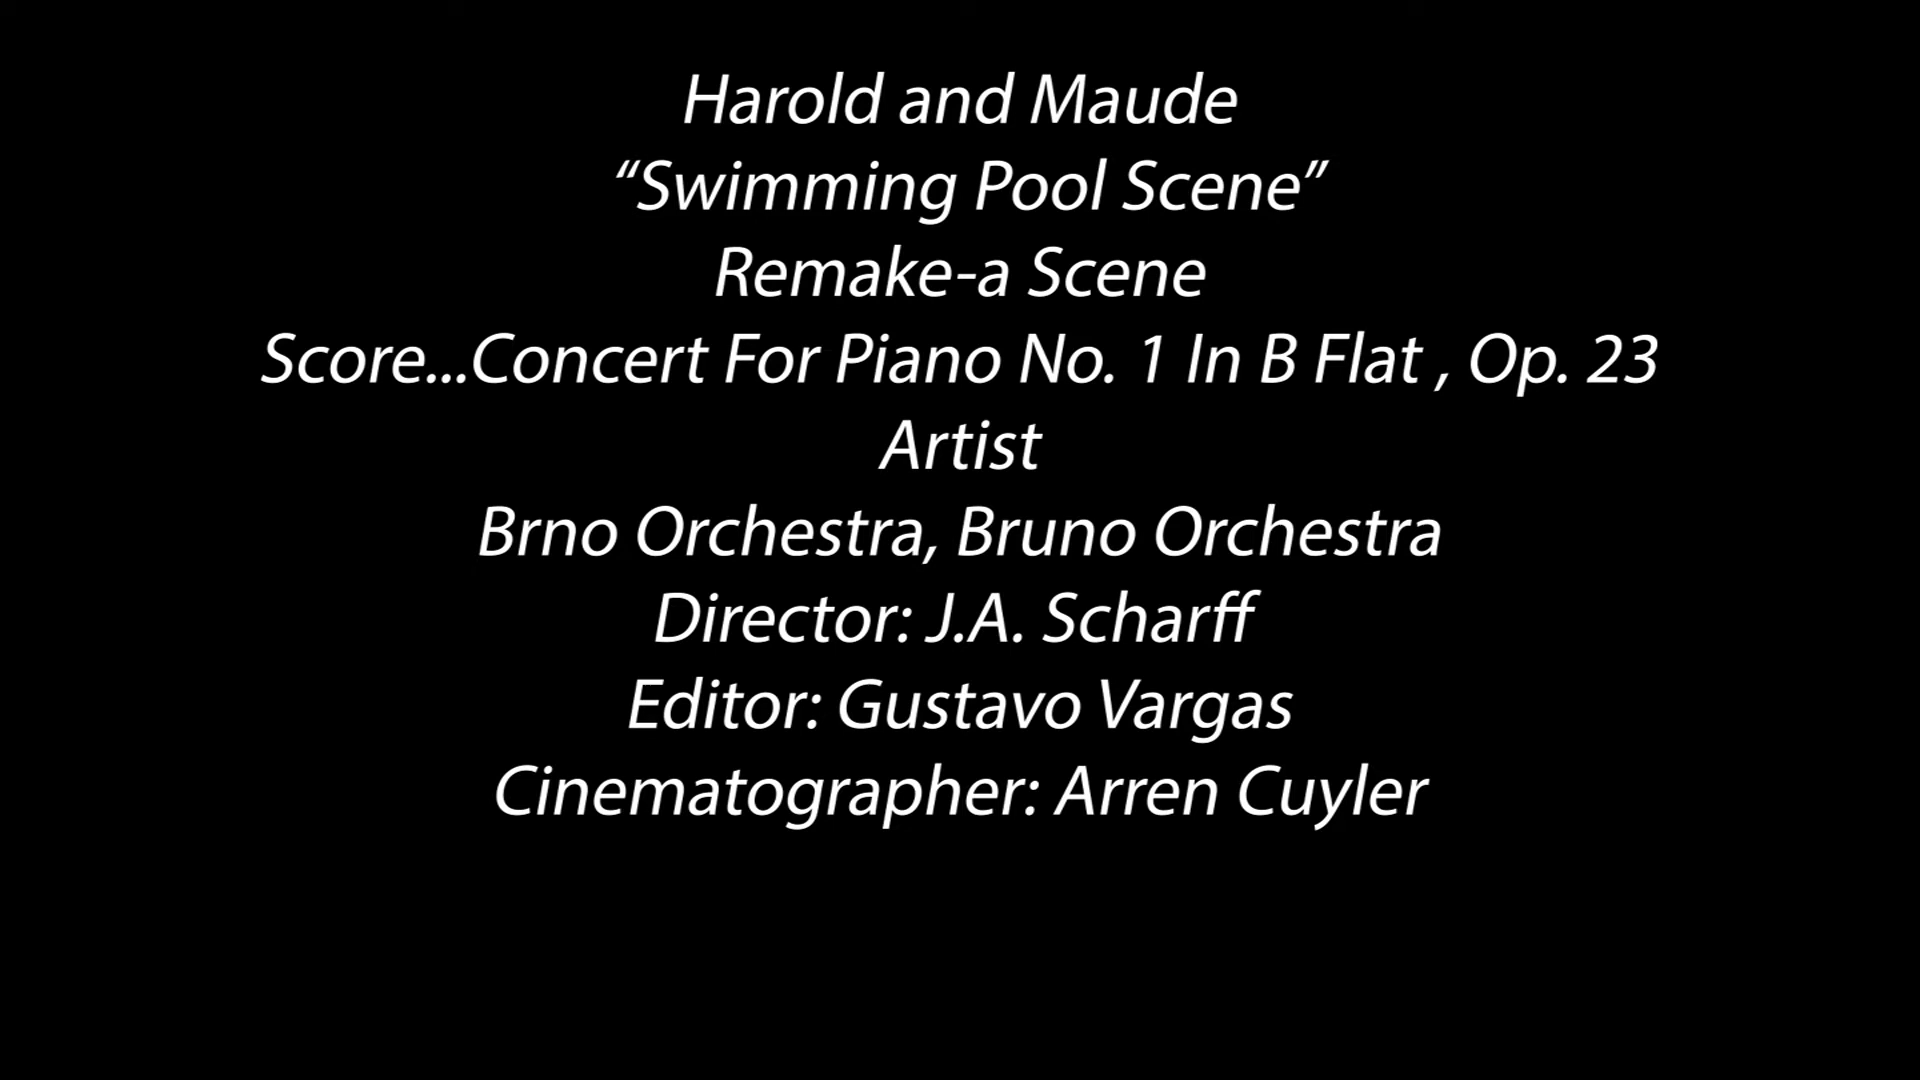 Harold and Maude
“Swimming Pool Scene”
Remake-a Scene
Score...Concert For Piano No. 1 In B Flat , Op. 23
Artist
Brno Orchestra, Bruno Orchestra
Director: J.A. Scharff
Editor: Gustavo Vargas
Cinematographer: Arren Cuyler